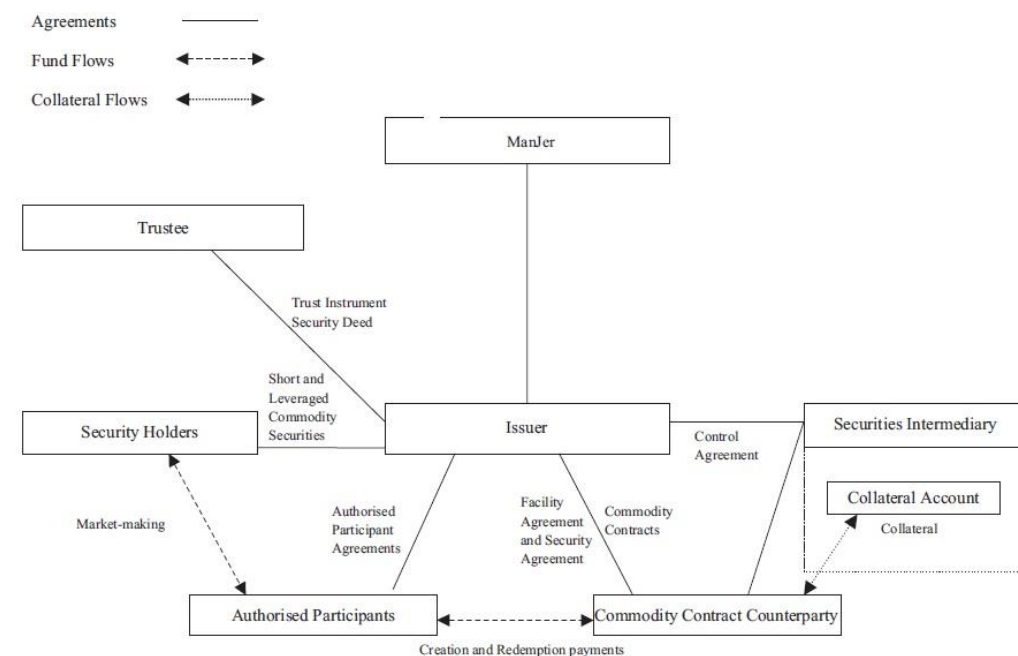 Agreements
Fund Flows
Collateral Flows
ManJer
Trustee
Trust Instrument
Security Deed
Short and
Leveraged
Commodity
Securities
Security Holders
Issuer
Securities Intermediary
Control
Agreement
Collateral Account
Collateral
Market-making
Authorised
Participant
Agreements
Facility
Agreement
and Security
Agreement
Commodity
Contracts
Authorised Participants
Commodity Contract Counterparty
Creation and Redemption payments